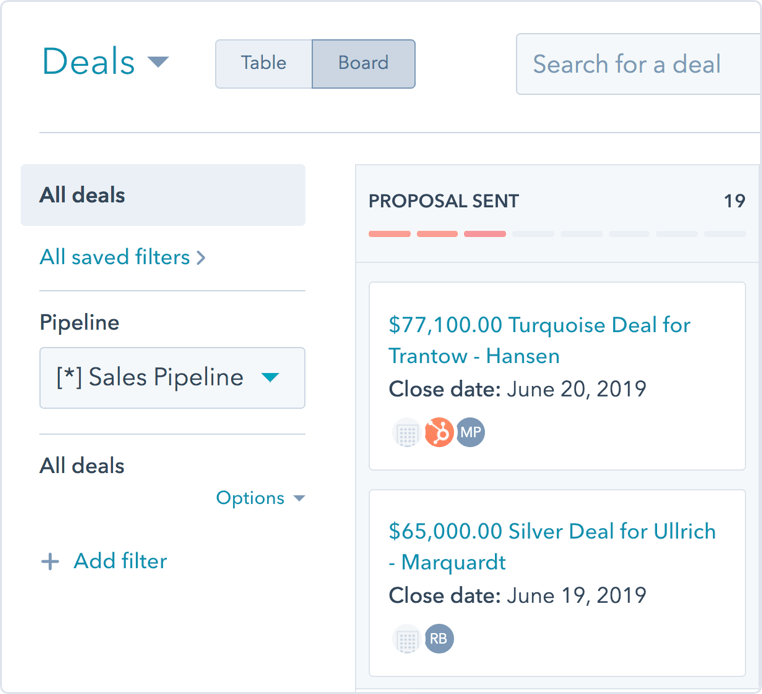 Deals
Table
Board
Search for a deal
All deals
All saved filters
Pipeline
[*] Sales Pipeline
All deals
Options
+ Add filter
PROPOSAL SENT
19
$77,100.00 Turquoise Deal for
Trantow - Hansen
Close date: June 20, 2019
MP
$65,000.00 Silver Deal for Ullrich
- Marquardt
Close date: June 19, 2019
RB